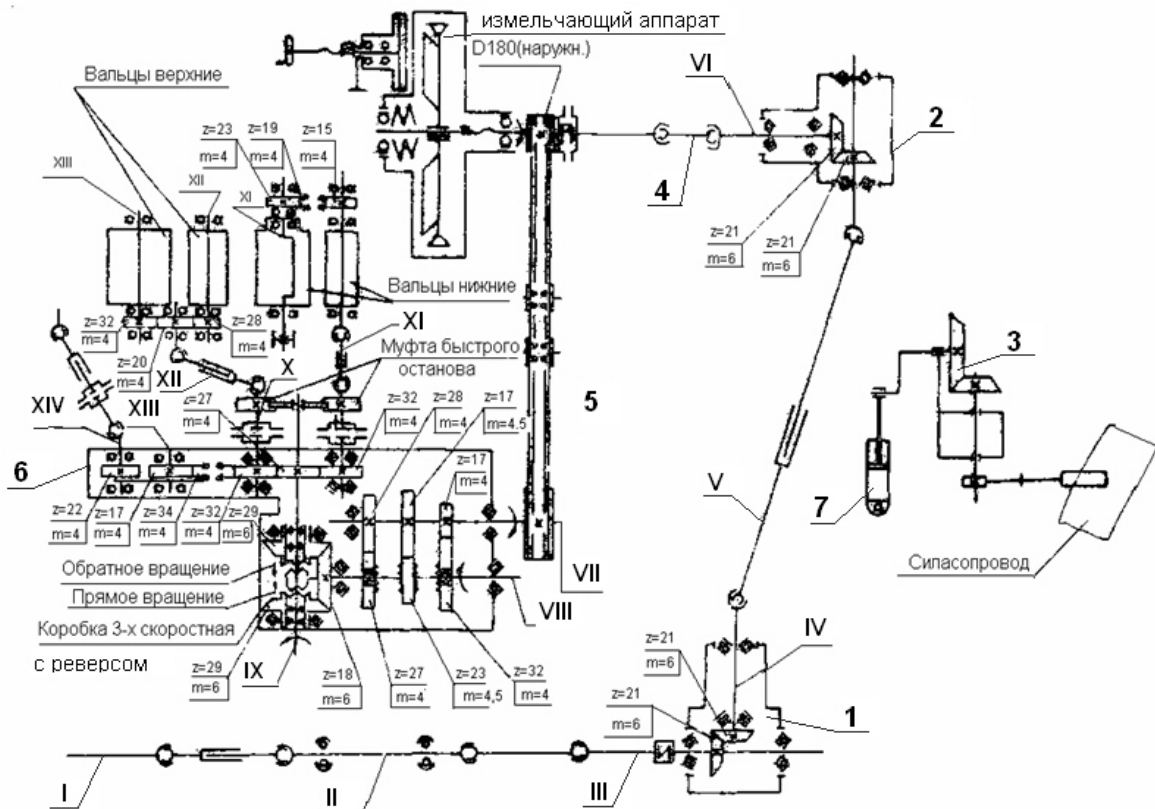 измельчающий аппарат
D180(наружн.)
VI
2
Вальцы верхние
z=23
m=4
z=19
m=4
z=15
m=4
XIII
XII
XI
4
z=21
m=6
z=21
m=6
Вальцы нижние
z=32
m=4
z=28
m=4
z=20
m=4
XI
Муфта быстрого
останова
3
XII
X
5
XIV
XIII
z=27
m=4
z=32
m=4
z=28
m=4
z=17
m=4,5
6
z=17
m=4
V
7
z=22
m=4
z=17
m=4
z=34
m=4
z=32
m=4
z=29
m=6
Силасопровод
Обратное вращение
Прямое вращение
VII
VIII
Коробка 3-х скоростная
с реверсом
IX
z=29
m=6
z=18
m=6
z=27
m=4
z=23
m=4,5
z=32
m=4
z=21
m=6
IV
z=21
m=6
1
I
II
III